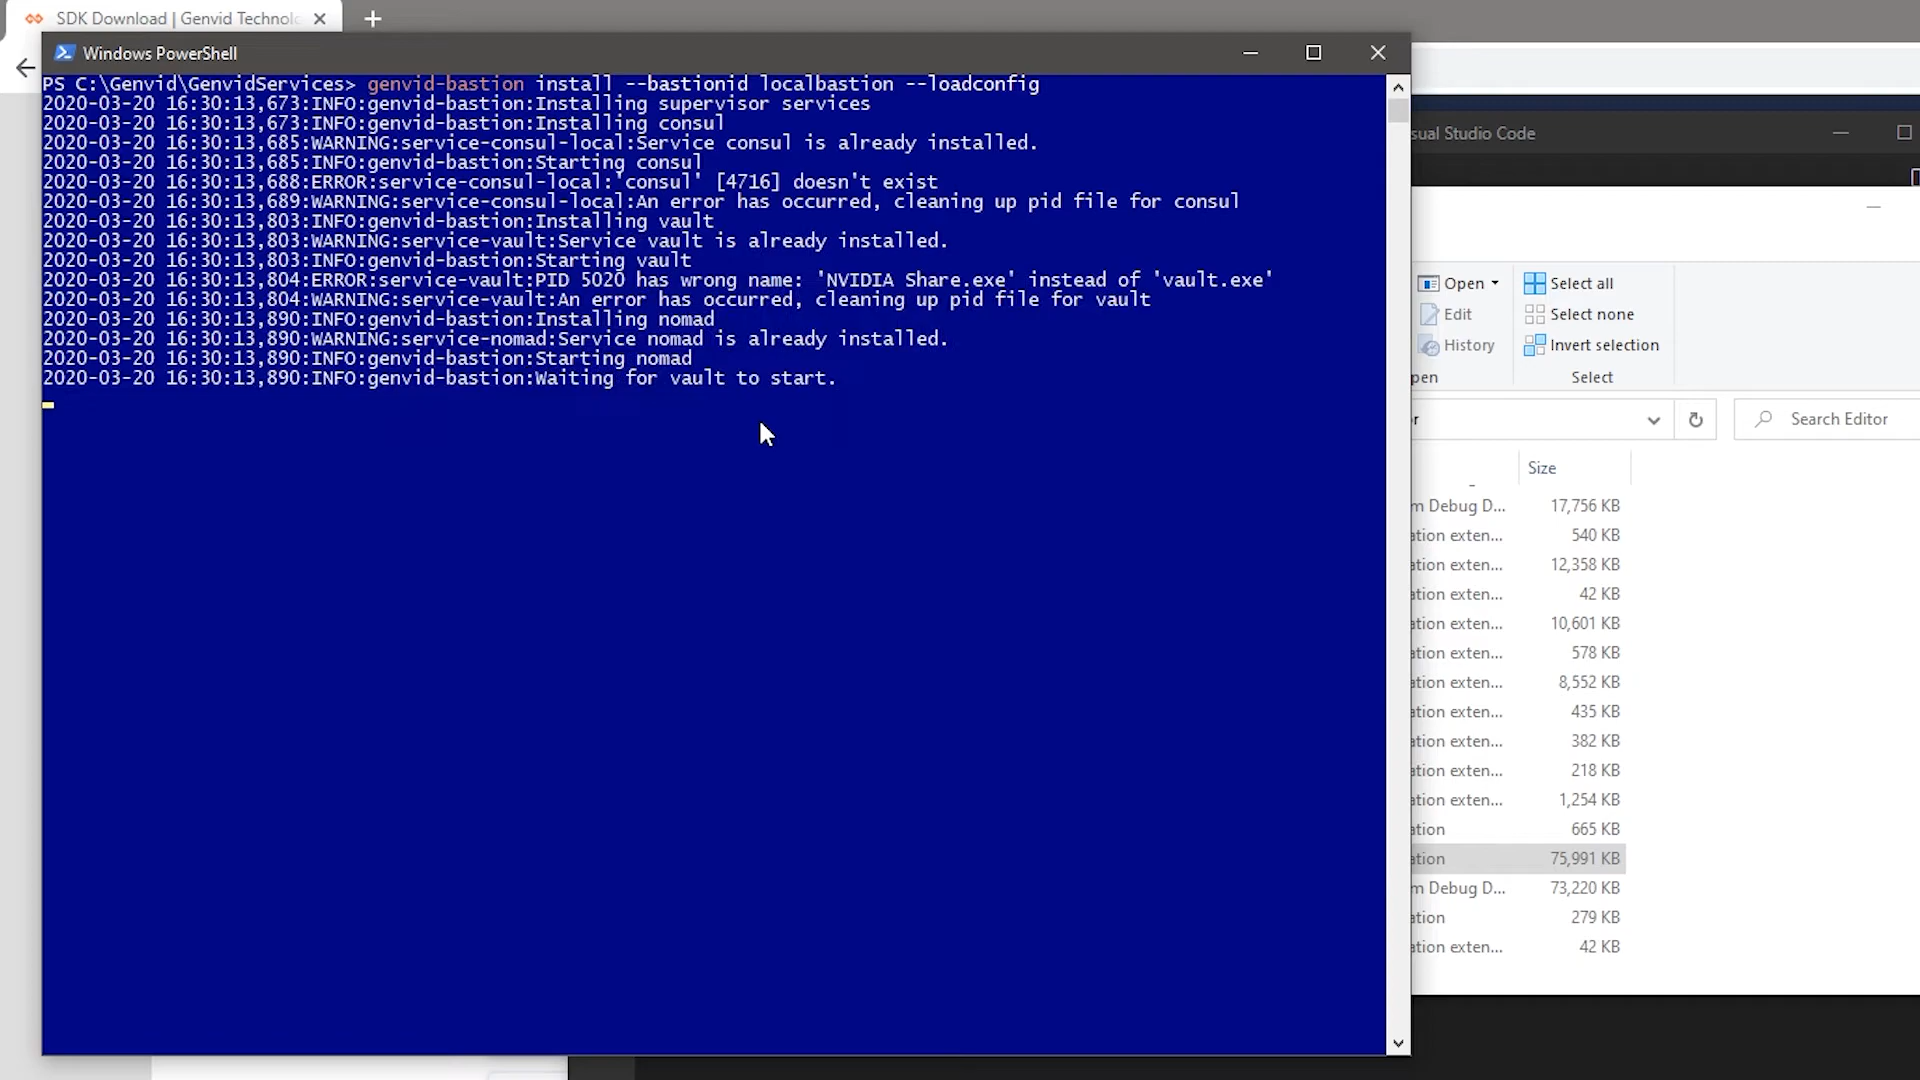 SDK Download | Genvid Technolo
Windows PowerShell
PS C:\Genvid\GenvidServices> genvid-bastion install --bastionid localbastion --loadconfig
2020-03-20 16:30:13,673:INFO:genvid-bastion:Installing supervisor services
2020-03-20 16:30:13,673:INFO:genvid-bastion:Installing consul
2020-03-20 16:30:13,685:WARNING:service-consul-local:Service consul is already installed.
2020-03-20 16:30:13,685:INFO:genvid-bastion:Starting consul
2020-03-20 16:30:13,688:ERROR:service-consul-local:'consul' [4716] doesn't exist
2020-03-20 16:30:13,689:WARNING:service-consul-local:An error has occurred, cleaning up pid file for consul
2020-03-20 16:30:13,803:INFO:genvid-bastion:Installing vault
2020-03-20 16:30:13,803:WARNING:service-vault:Service vault is already installed.
2020-03-20 16:30:13,803:INFO:genvid-bastion:Starting vault
2020-03-20 16:30:13,804:ERROR:service-vault:PID 5020 has wrong name: 'NVIDIA Share.exe' instead of 'vault.exe'
2020-03-20 16:30:13,804:WARNING:service-vault:An error has occurred, cleaning up pid file for vault
2020-03-20 16:30:13,890:INFO:genvid-bastion:Installing nomad
2020-03-20 16:30:13,890:WARNING:service-nomad:Service nomad is already installed.
2020-03-20 16:30:13,890:INFO:genvid-bastion:Starting nomad
2020-03-20 16:30:13,890:INFO:genvid-bastion:Waiting for vault to start.
sual Studio Code
Open Select all
Edit Select none
History Invert selection
pen Select
r Search Editor
Size
m Debug D... 17,756 KB
ation exten... 540 KB
ation exten... 12,358 KB
ation exten... 42 KB
ation exten... 10,601 KB
ation exten... 578 KB
ation exten... 8,552 KB
ation exten... 435 KB
ation exten... 382 KB
ation exten... 218 KB
ation exten... 1,254 KB
ation 665 KB
ation 75,991 KB
m Debug D... 73,220 KB
ation 279 KB
ation exten... 42 KB